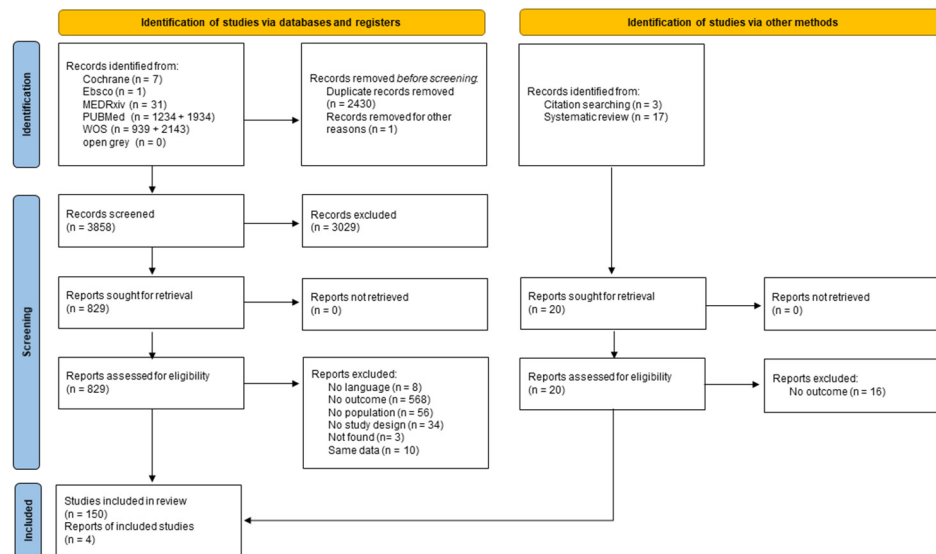 Identification of studies via databases and registers
Identification of studies via other methods
Identification
Records identified from:
Cochrane (n = 7)
Ebsco (n = 1)
MEDRxiv (n = 31)
PUBMed (n = 1234 + 1934)
WOS (n = 939 + 2143)
open grey (n = 0)
Records removed before screening:
Duplicate records removed
(n = 2430)
Records removed for other
reasons (n = 1)
Records identified from:
Citation searching (n = 3)
Systematic review (n = 17)
Screening
Records screened
(n = 3858)
Records excluded
(n = 3029)
Reports sought for retrieval
(n = 829)
Reports not retrieved
(n = 0)
Reports sought for retrieval
(n = 20)
Reports not retrieved
(n = 0)
Reports assessed for eligibility
(n = 829)
Reports excluded:
No language (n = 8)
No outcome (n = 568)
No population (n = 56)
No study design (n = 34)
Not found (n= 3)
Same data (n = 10)
Reports assessed for eligibility
(n = 20)
Reports excluded:
No outcome (n = 16)
Included
Studies included in review
(n = 150)
Reports of included studies
(n = 4)